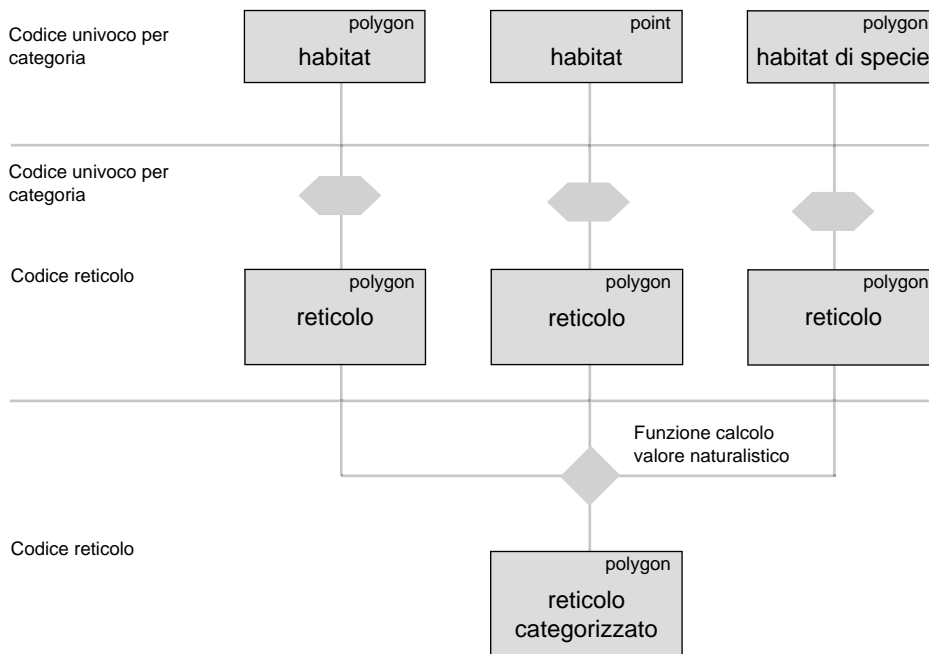 Codice univoco per
categoria
polygon
habitat
point
habitat
polygon
habitat di specie
Codice univoco per
categoria
Codice reticolo
polygon
reticolo
polygon
reticolo
polygon
reticolo
Funzione calcolo
valore naturalistico
Codice reticolo
polygon
reticolo
categorizzato